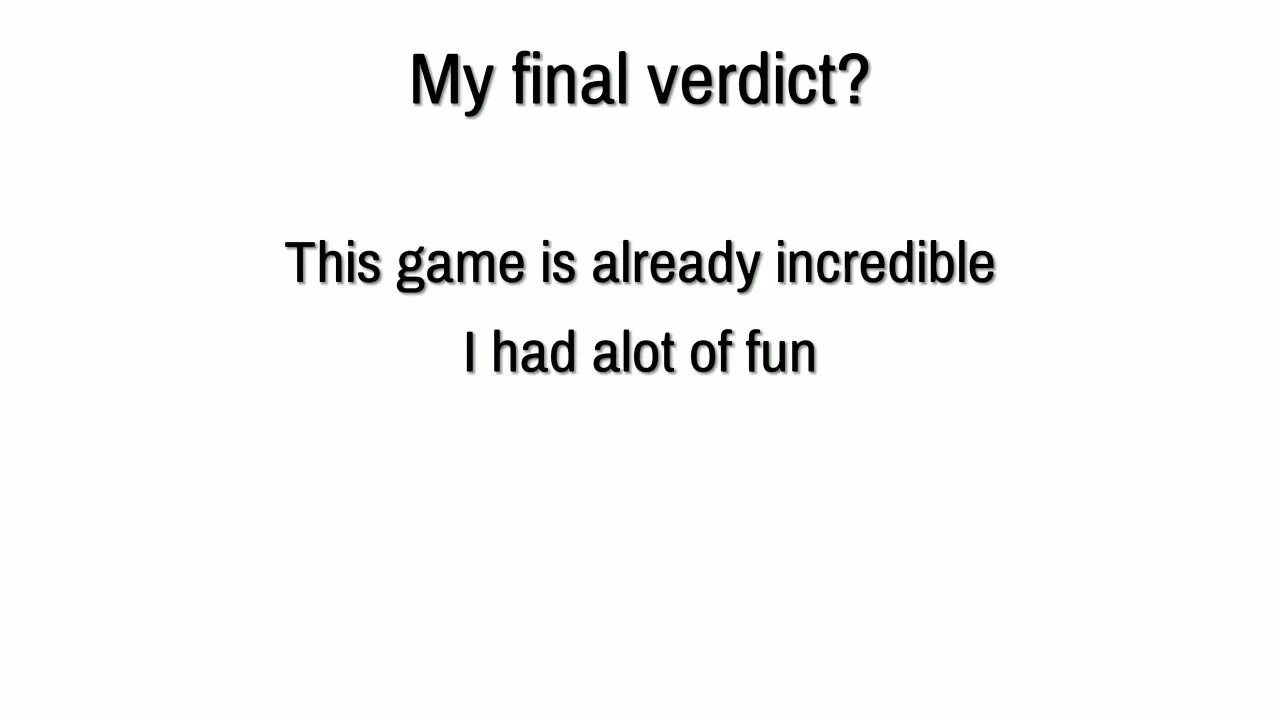 My final verdict?
This game is already incredible
I had alot of fun